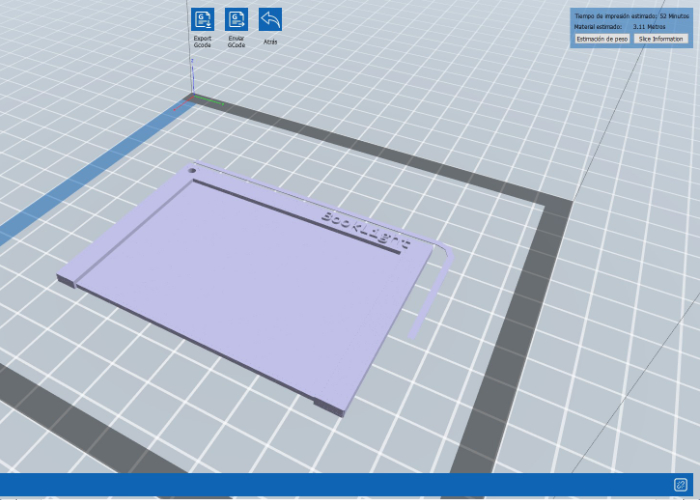 Export
GCode
Enviar
GCode
Atrás
Tiempo de impresión estimado: 52 Minutos
Material estimado: 3.11 Metros
Estimación de peso
Slice Information
BookLight